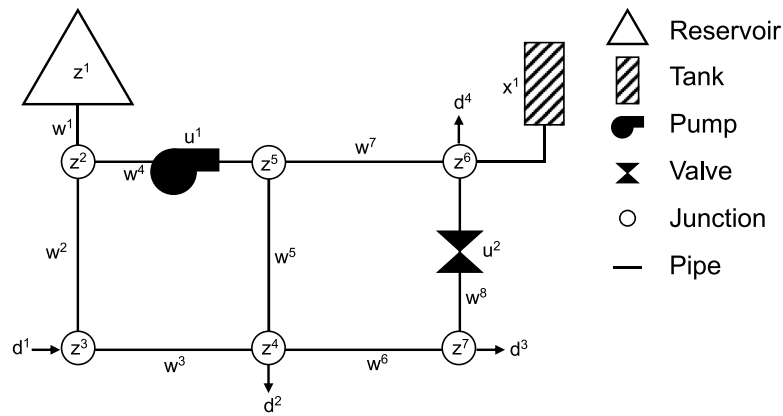 z¹
w¹
z²
w⁴
u¹
z⁵
w⁷
z⁶
d⁴
x¹
w²
w⁵
u²
w⁸
d¹
z³
w³
z⁴
d²
w⁶
z⁷
d³
Reservoir
Tank
Pump
Valve
Junction
Pipe